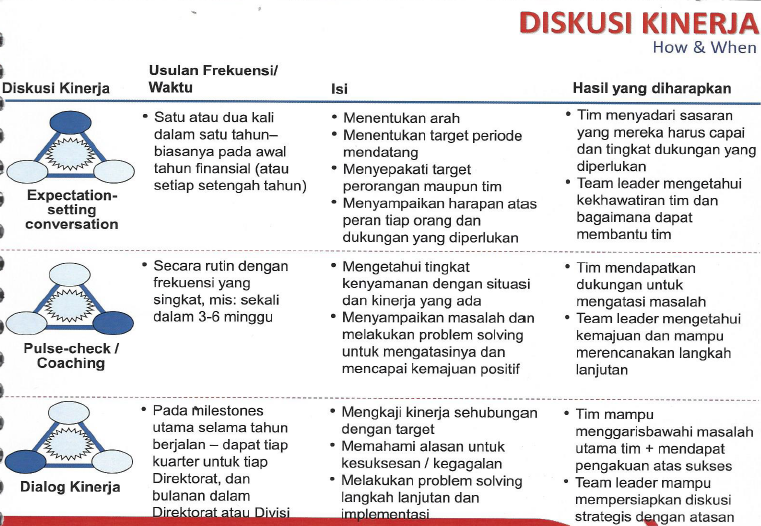 DISKUSI KINERJA
How & When
Diskusi Kinerja
Usulan Frekuensi/
Waktu
Isi
Hasil yang diharapkan
Expectation-
setting
conversation
• Satu atau dua kali
dalam satu tahun–
biasanya pada awal
tahun finansial (atau
setiap setengah tahun)
• Menentukan arah
• Menentukan target periode
mendatang
• Menyepakati target
perorangan maupun tim
• Menyampaikan harapan atas
peran tiap orang dan
dukungan yang diperlukan
• Tim menyadari sasaran
yang mereka harus capai
dan tingkat dukungan yang
diperlukan
• Team leader mengetahui
kekhawatiran tim dan
bagaimana dapat
membantu tim
Pulse-check /
Coaching
• Secara rutin dengan
frekuensi yang
singkat, mis: sekali
dalam 3-6 minggu
• Mengetahui tingkat
kenyamanan dengan situasi
dan kinerja yang ada
• Menyampaikan masalah dan
melakukan problem solving
untuk mengatasinya dan
mencapai kemajuan positif
• Tim mendapatkan
dukungan untuk
mengatasi masalah
• Team leader mengetahui
kemajuan dan mampu
merencanakan langkah
lanjutan
Dialog Kinerja
• Pada milestones
utama selama tahun
berjalan – dapat tiap
kuarter untuk tiap
Direktorat, dan
bulanan dalam
Direktorat atau Divisi
• Mengkaji kinerja sehubungan
dengan target
• Memahami alasan untuk
kesuksesan / kegagalan
• Melakukan problem solving
langkah lanjutan dan
implementasi
• Tim mampu
menggarisbawahi masalah
utama tim + mendapat
pengakuan atas sukses
• Team leader mampu
mempersiapkan diskusi
strategis dengan atasan